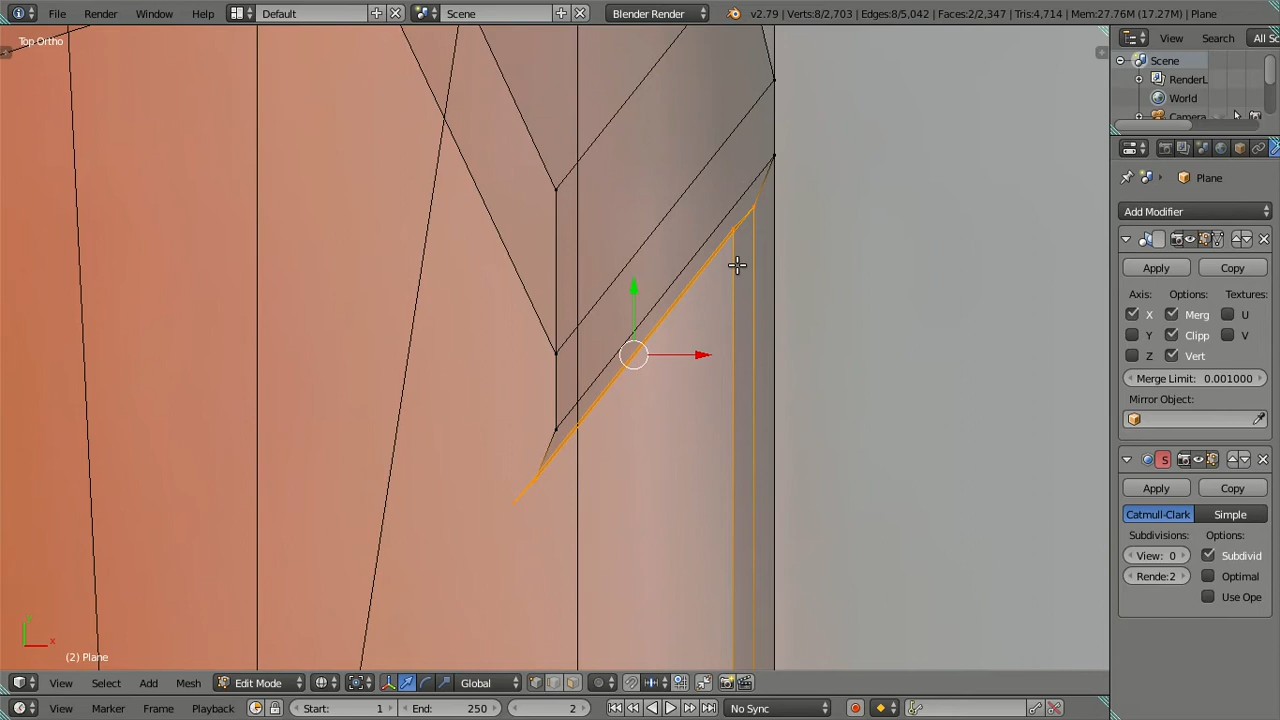 File Render Window Help Default Scene Blender Render v2.79 | Verts:8/2,703 | Edges:8/5,042 | Faces:2/2,347 | Tris:4,714 | Mem:27.76M (17.27M) | Plane
Top Ortho
View Search All Sc
Scene
RenderL
World
Camera
Plane
Add Modifier
Apply Copy
Axis: Options: Textures:
X Merg U
Y Clipp V
Z Vert
Merge Limit: 0.001000
Mirror Object:
S
Apply Copy
Catmull-Clark Simple
Subdivisions: Options:
View: 0 Subdivid
Rende:2 Optimal
Use Ope
x
(2) Plane
View Select Add Mesh Edit Mode Global
View Marker Frame Playback Start: 1 End: 250 2 No Sync